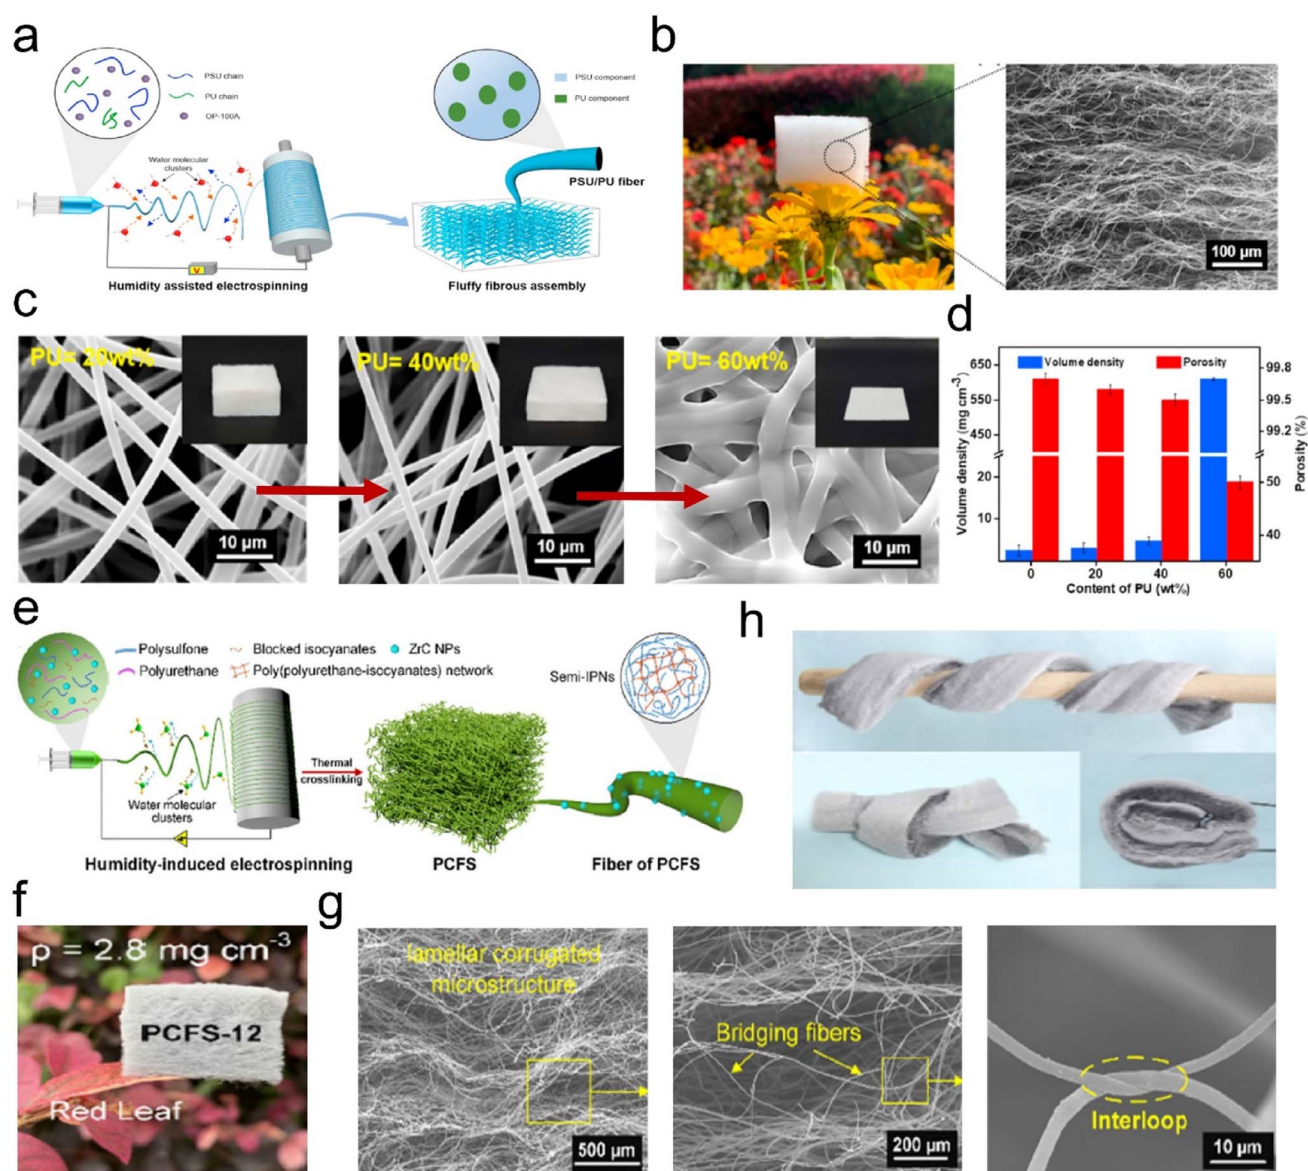 a
PSU chain
PU chain
OP-100A
Water molecular
clusters
V
Humidity assisted electrospinning
PSU component
PU component
PSU/PU fiber
Fluffy fibrous assembly
b
100 μm
c
PU= 20wt%
10 μm
PU= 40wt%
10 μm
PU= 60wt%
10 μm
d
Volume density
Porosity
Volume density (mg cm⁻³)
650
550
450
20
10
99.8
99.5
99.2
50
40
Porosity (%)
0
20
40
60
Content of PU (wt%)
e
Polysulfone
Blocked isocyanates
ZrC NPs
Polyurethane
Poly(polyurethane-isocyanates) network
Water molecular
clusters
Humidity-induced electrospinning
Thermal
crosslinking
PCFS
Semi-IPNs
Fiber of PCFS
h
f
ρ = 2.8 mg cm⁻³
PCFS-12
Red Leaf
g
lamellar corrugated
microstructure
500 μm
Bridging fibers
200 μm
Interloop
10 μm